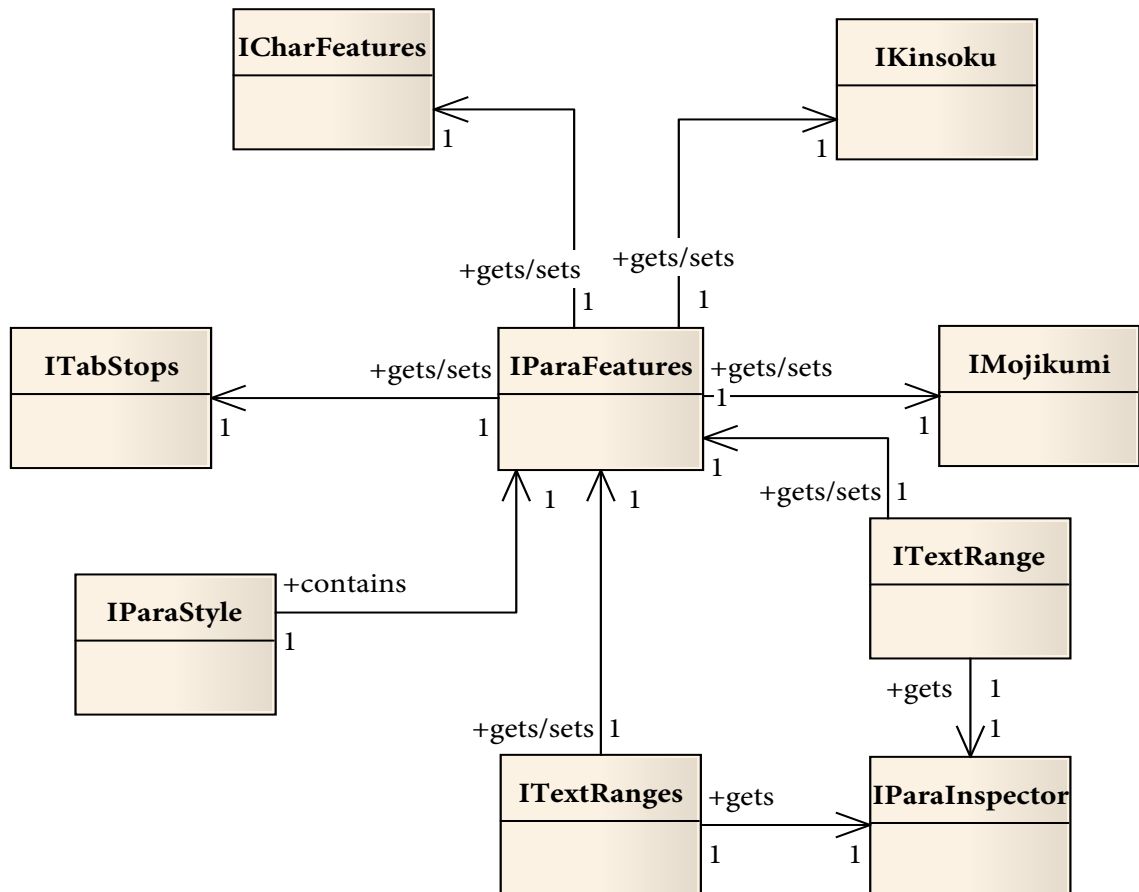 ICharFeatures
IKinsoku
1
1
+gets/sets
+gets/sets
1
1
ITabStops
+gets/sets
IParaFeatures
+gets/sets
IMojikumi
1
1
1
1
1
+gets/sets
1
1
1
ITextRange
+contains
IParaStyle
1
+gets
1
+gets/sets
1
1
ITextRanges
+gets
IParaInspector
1
1